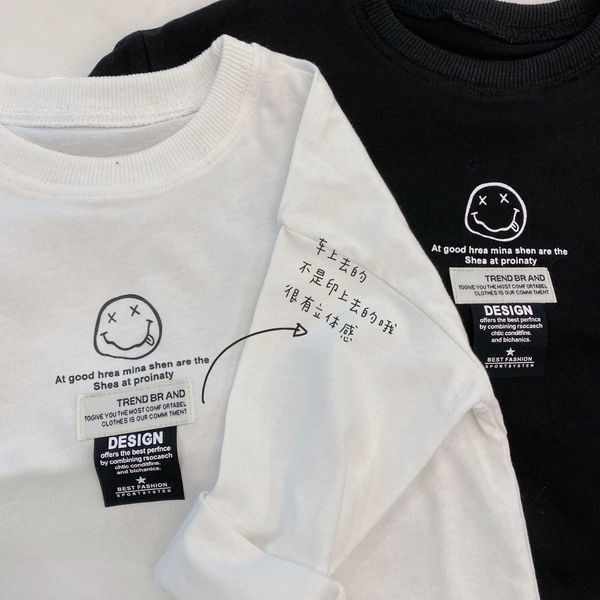 At good hrea mina shen are the
Shea at proinaty
TREND BR AND
TOGIVE YOU THE MOST COMF ORTABEL
CLOTHES IS OUR COMMI TMENT
DESIGN
offers the best perfnce
by combining rsocaech
chtic conditfins.
and bichanics.
★
BEST FASHION
SPORTSYSTEN
车上去的
不是印上去的哦
很有立体感
At good hrea mina shen are the
Shea at proinaty
TREND BR AND
TOGIVE YOU THE MOST COMF ORTABEL
CLOTHES IS OUR COMMI TMENT
DESIGN
offers the best perfnce
by combining rsocaech
chtic conditfins.
and bichanics.
★
BEST FASHION
SPORTSYSTEN